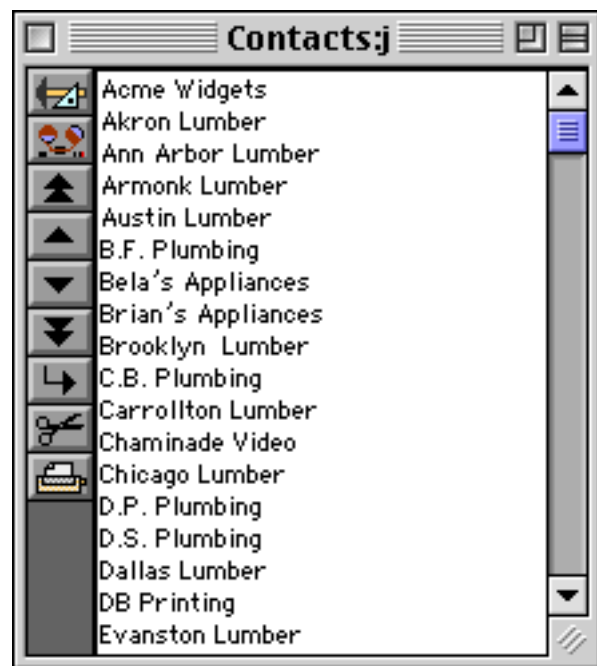 Contacts:j
Acme Widgets
Akron Lumber
Ann Arbor Lumber
Armonk Lumber
Austin Lumber
B.F. Plumbing
Bela's Appliances
Brian's Appliances
Brooklyn  Lumber
C.B. Plumbing
Carrollton Lumber
Chaminade Video
Chicago Lumber
D.P. Plumbing
D.S. Plumbing
Dallas Lumber
DB Printing
Evanston Lumber